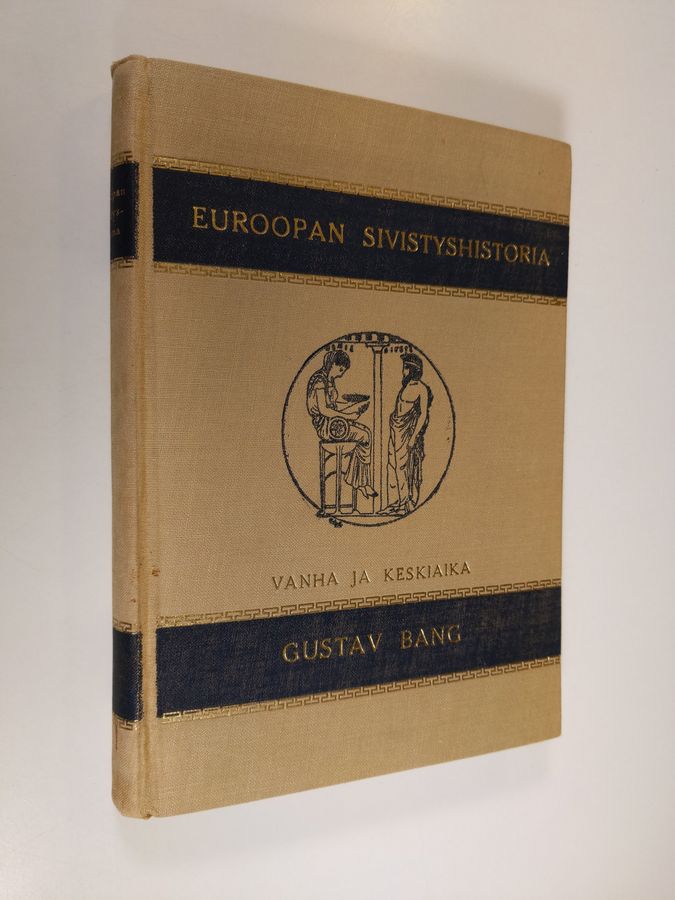 EUROOPAN SIVISTYSHISTORIA
VANHA JA KESKIAIKA
GUSTAV BANG